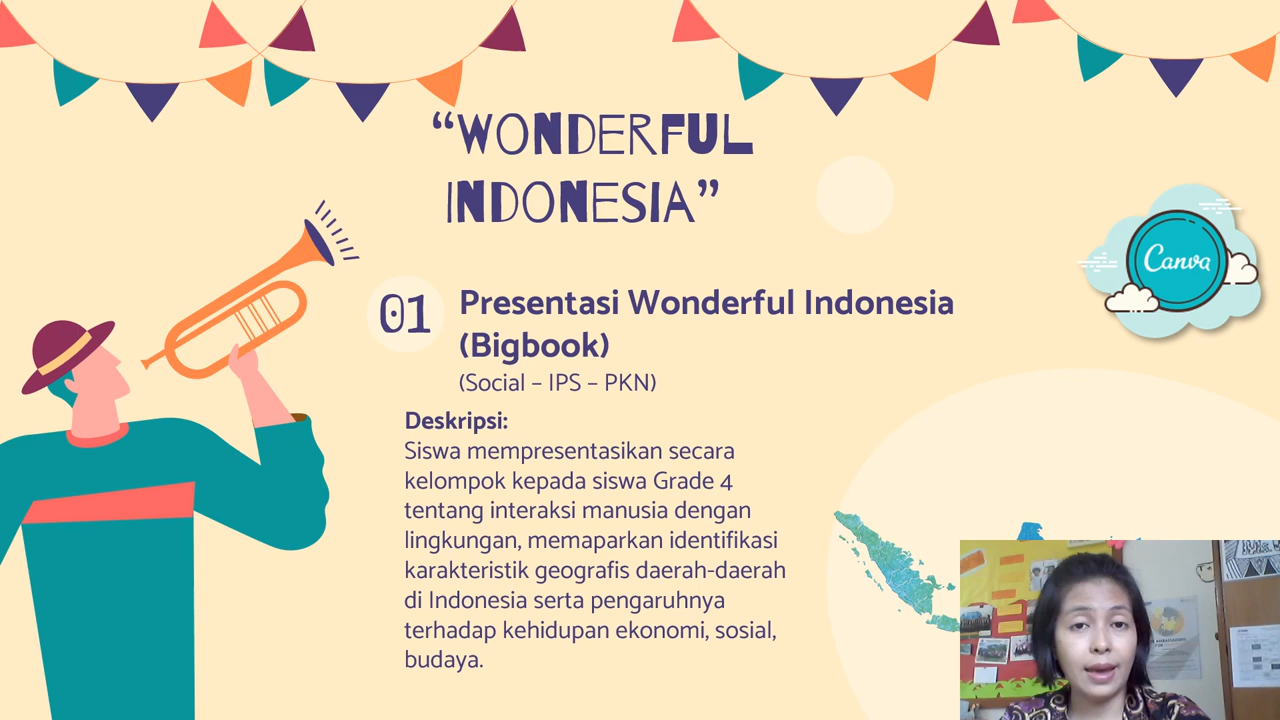 “WONDERFUL
INDONESIA”
Canva
01
Presentasi Wonderful Indonesia
(Bigbook)
(Social – IPS – PKN)
Deskripsi:
Siswa mempresentasikan secara
kelompok kepada siswa Grade 4
tentang interaksi manusia dengan
lingkungan, memaparkan identifikasi
karakteristik geografis daerah-daerah
di Indonesia serta pengaruhnya
terhadap kehidupan ekonomi, sosial,
budaya.